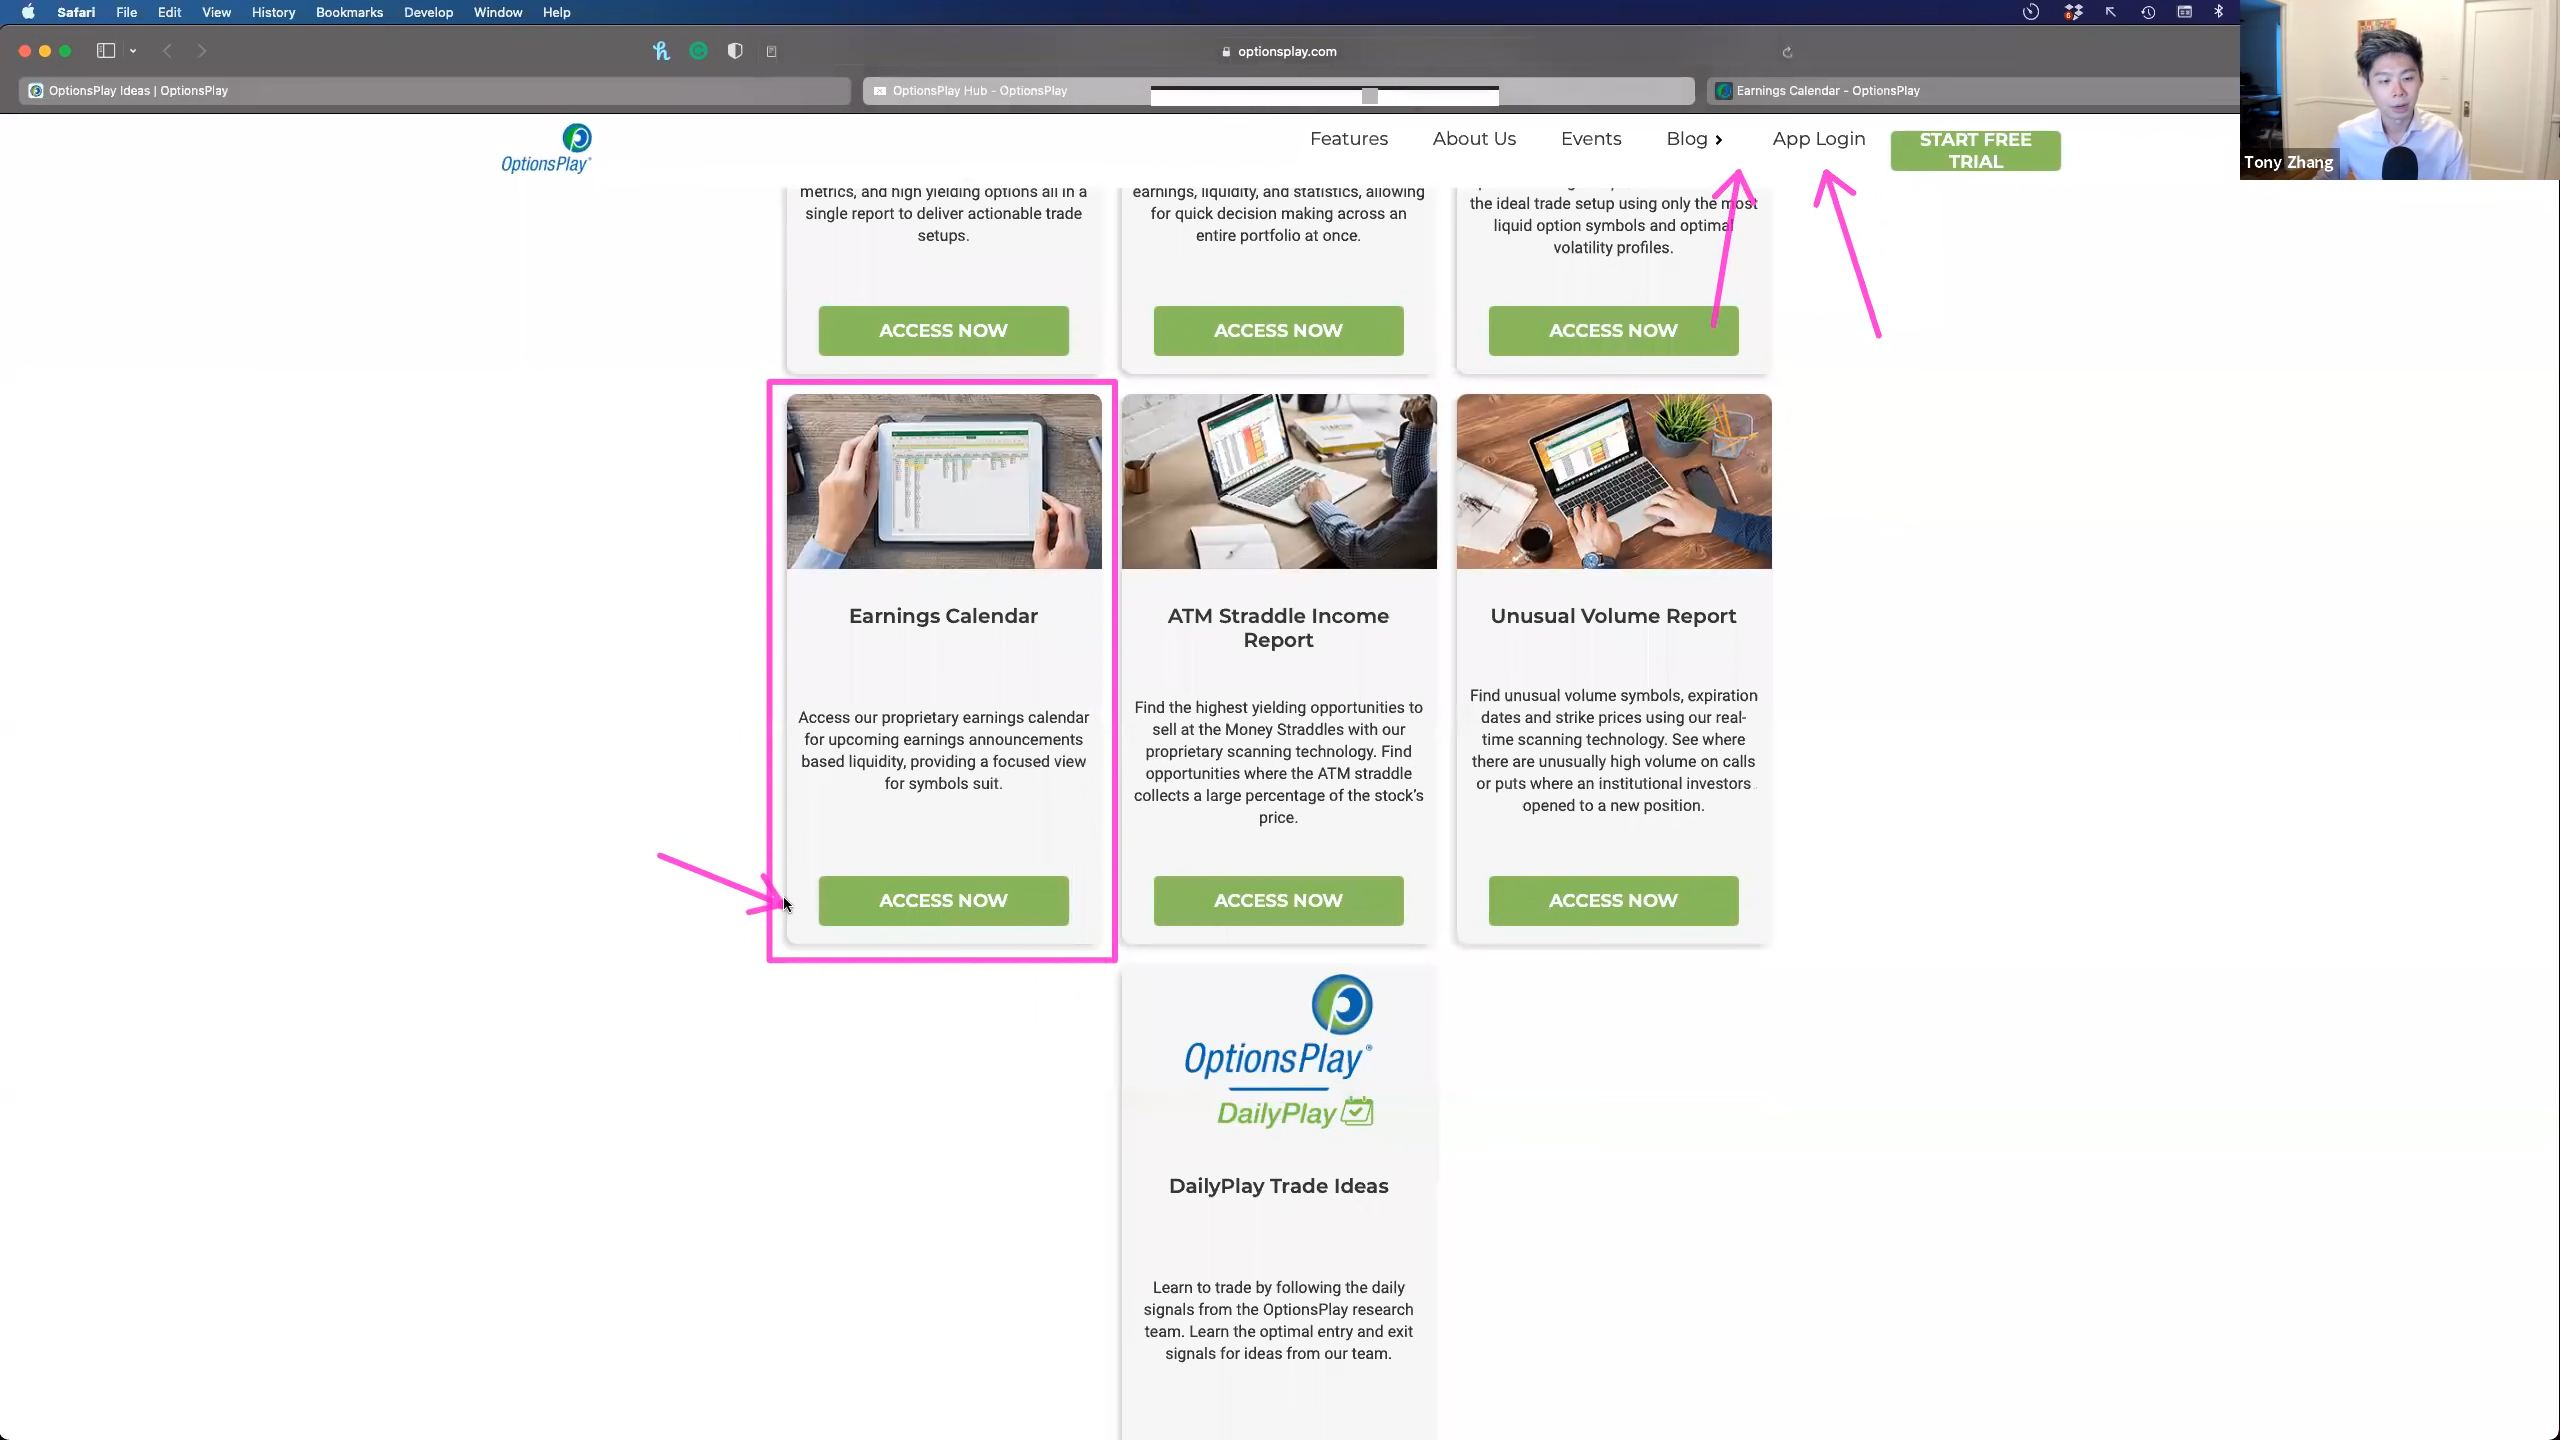 Safari File Edit View History Bookmarks Develop Window Help
optionsplay.com
OptionsPlay Ideas | OptionsPlay
OptionsPlay Hub - OptionsPlay
Earnings Calendar - OptionsPlay
Tony Zhang
OptionsPlay
Features
About Us
Events
Blog
App Login
START FREE
TRIAL
metrics, and high yielding options all in a
single report to deliver actionable trade
setups.
ACCESS NOW
earnings, liquidity, and statistics, allowing
for quick decision making across an
entire portfolio at once.
ACCESS NOW
the ideal trade setup using only the most
liquid option symbols and optimal
volatility profiles.
ACCESS NOW
Earnings Calendar
Access our proprietary earnings calendar
for upcoming earnings announcements
based liquidity, providing a focused view
for symbols suit.
ACCESS NOW
ATM Straddle Income
Report
Find the highest yielding opportunities to
sell at the Money Straddles with our
proprietary scanning technology. Find
opportunities where the ATM straddle
collects a large percentage of the stock's
price.
ACCESS NOW
Unusual Volume Report
Find unusual volume symbols, expiration
dates and strike prices using our real-
time scanning technology. See where
there are unusually high volume on calls
or puts where an institutional investors
opened to a new position.
ACCESS NOW
OptionsPlay
DailyPlay
DailyPlay Trade Ideas
Learn to trade by following the daily
signals from the OptionsPlay research
team. Learn the optimal entry and exit
signals for ideas from our team.